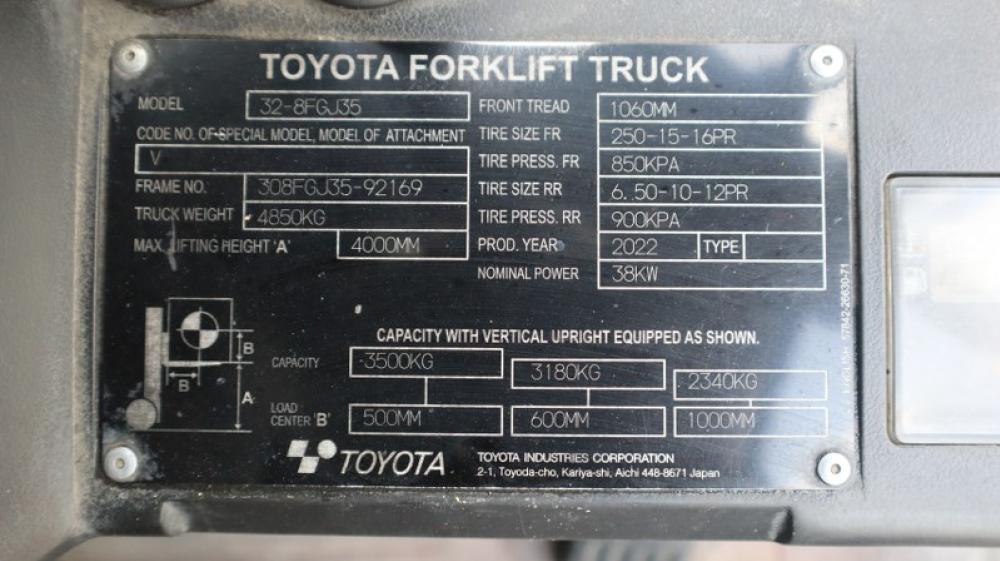 TOYOTA FORKLIFT TRUCK
MODEL 32-8FGJ35
CODE NO. OF SPECIAL MODEL, MODEL OF ATTACHMENT
V
FRAME NO. 308FGJ35-92169
TRUCK WEIGHT 4850KG
MAX. LIFTING HEIGHT 'A' 4000MM
FRONT TREAD 1060MM
TIRE SIZE FR 250-15-16PR
TIRE PRESS. FR 850KPA
TIRE SIZE RR 6.50-10-12PR
TIRE PRESS. RR 900KPA
PROD. YEAR 2022 TYPE
NOMINAL POWER 38KW
57842-26630-71
B
B
A
CAPACITY WITH VERTICAL UPRIGHT EQUIPPED AS SHOWN.
CAPACITY 3500KG 3180KG 2340KG
LOAD CENTER 'B' 500MM 600MM 1000MM
TOYOTA
TOYOTA INDUSTRIES CORPORATION
2-1, Toyoda-cho, Kariya-shi, Aichi 448-8671 Japan